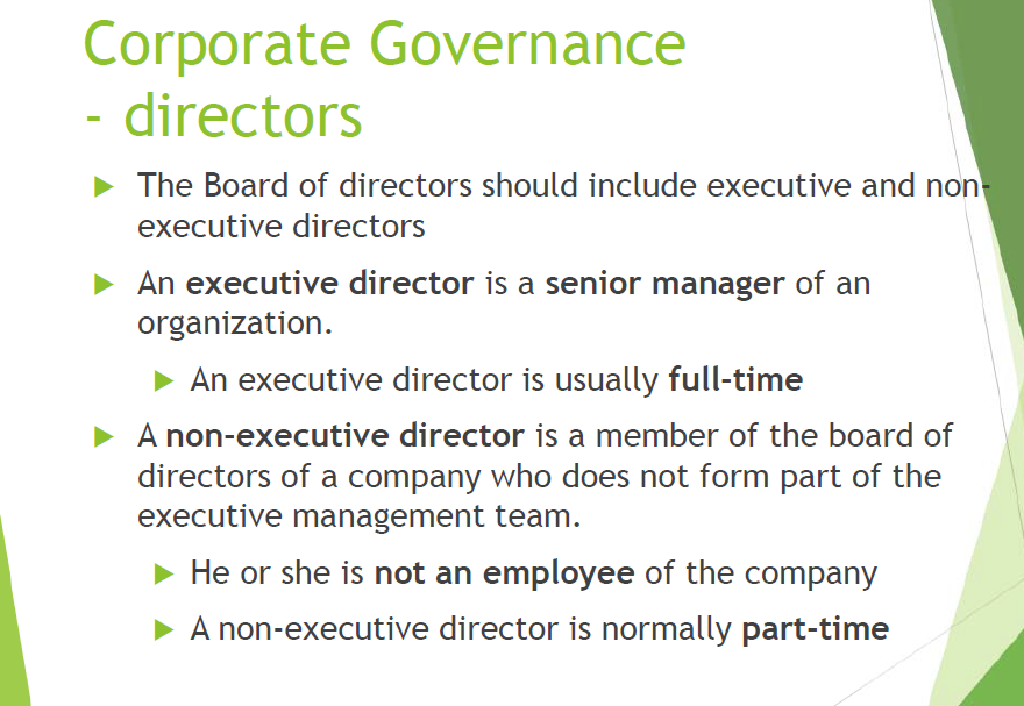 Corporate Governance
- directors
The Board of directors should include executive and non-
executive directors
An executive director is a senior manager of an
organization.
An executive director is usually full-time
A non-executive director is a member of the board of
directors of a company who does not form part of the
executive management team.
He or she is not an employee of the company
A non-executive director is normally part-time